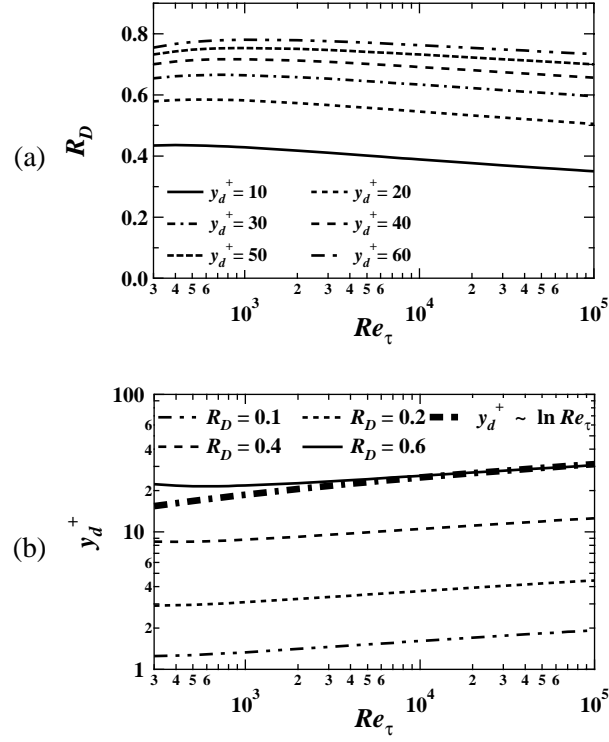 (a)
R_D
0.8
0.6
0.4
0.2
0.0
y_d^+ = 10
y_d^+ = 20
y_d^+ = 30
y_d^+ = 40
y_d^+ = 50
y_d^+ = 60
3 4 5 6 10^3 2 3 4 5 6 10^4 2 3 4 5 6 10^5
Re_τ
(b)
y_d^+
100
6
4
2
10
6
4
2
1
R_D = 0.1
R_D = 0.2
y_d^+ ~ ln Re_τ
R_D = 0.4
R_D = 0.6
3 4 5 6 10^3 2 3 4 5 6 10^4 2 3 4 5 6 10^5
Re_τ